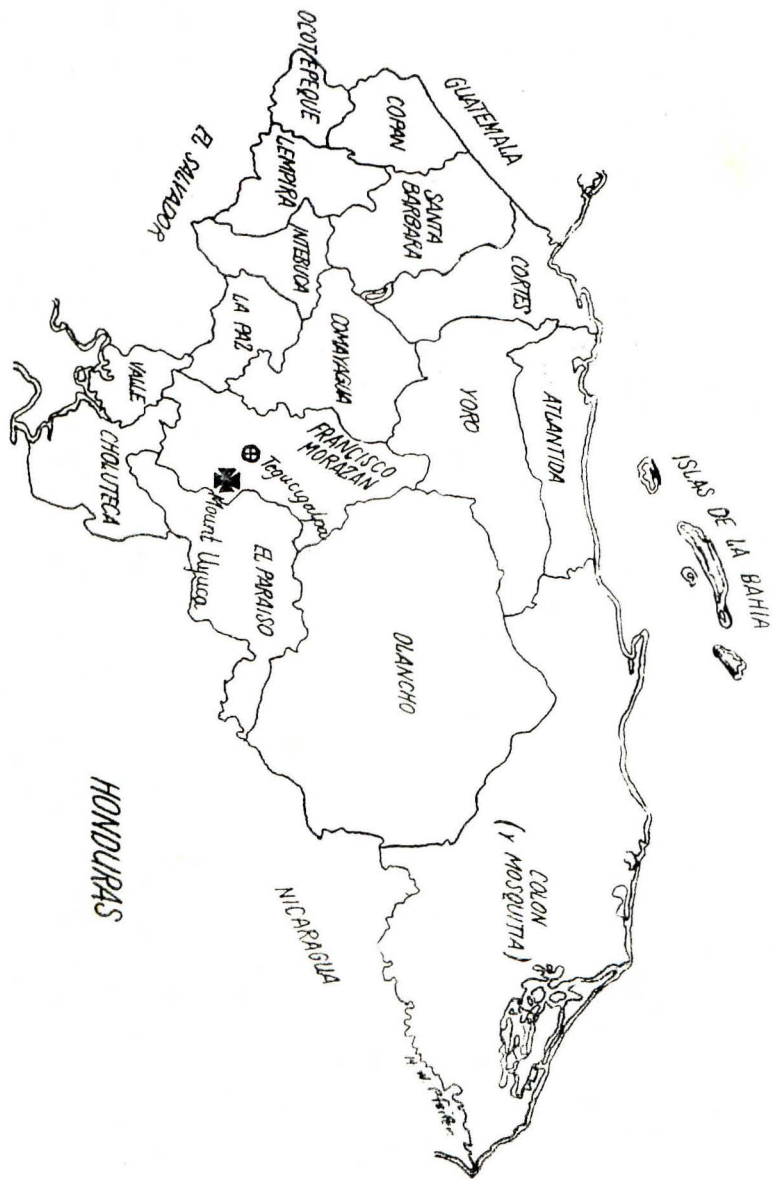 GUATEMALA
ISLAS DE LA BAHIA
OCOTEPEQUE
COPAN
SANTA
BARBARA
CORTES
ATLANTIDA
YORO
LEMPIRA
EL SALVADOR
INTIBUCA
COMAYAGUA
LA PAZ
FRANCISCO
MORAZAN
Tegucigalpa
VALLE
CHOLUTECA
Mount Uyuca
EL PARAISO
OLANCHO
COLON
(Y MOSQUITIA)
NICARAGUA
H W Pfeifer
HONDURAS